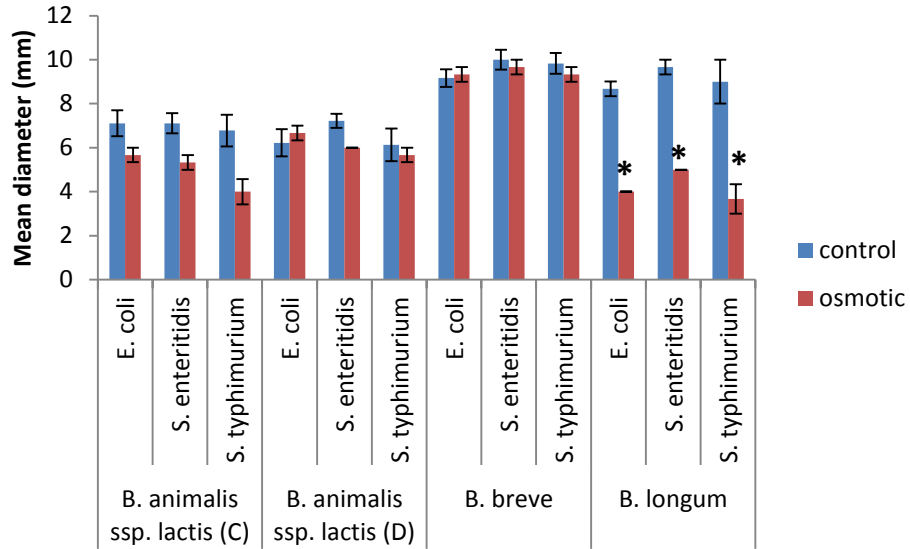 12
10
8
6
4
2
0
Mean diameter (mm)
*
*
*
control
osmotic
E. coli
S. enteritidis
S. typhimurium
E. coli
S. enteritidis
S. typhimurium
E. coli
S. enteritidis
S. typhimurium
E. coli
S. enteritidis
S. typhimurium
B. animalis
ssp. lactis (C)
B. animalis
ssp. lactis (D)
B. breve
B. longum